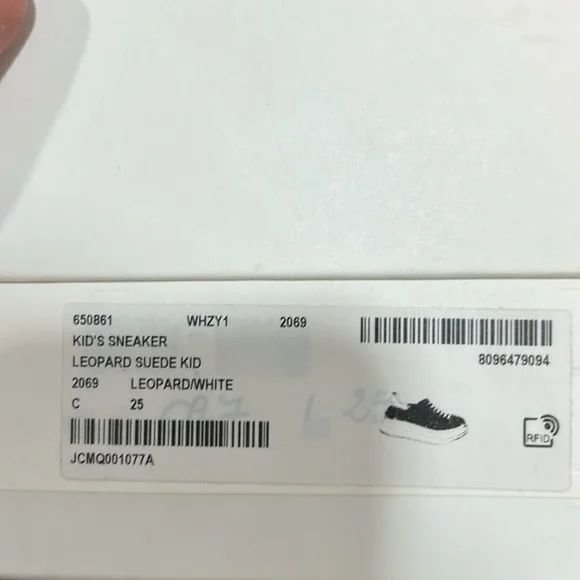 650861 WHZY1 2069
KID'S SNEAKER
8096479094
LEOPARD SUEDE KID
2069 LEOPARD/WHITE
C 25
JCMQ001077A
RFID